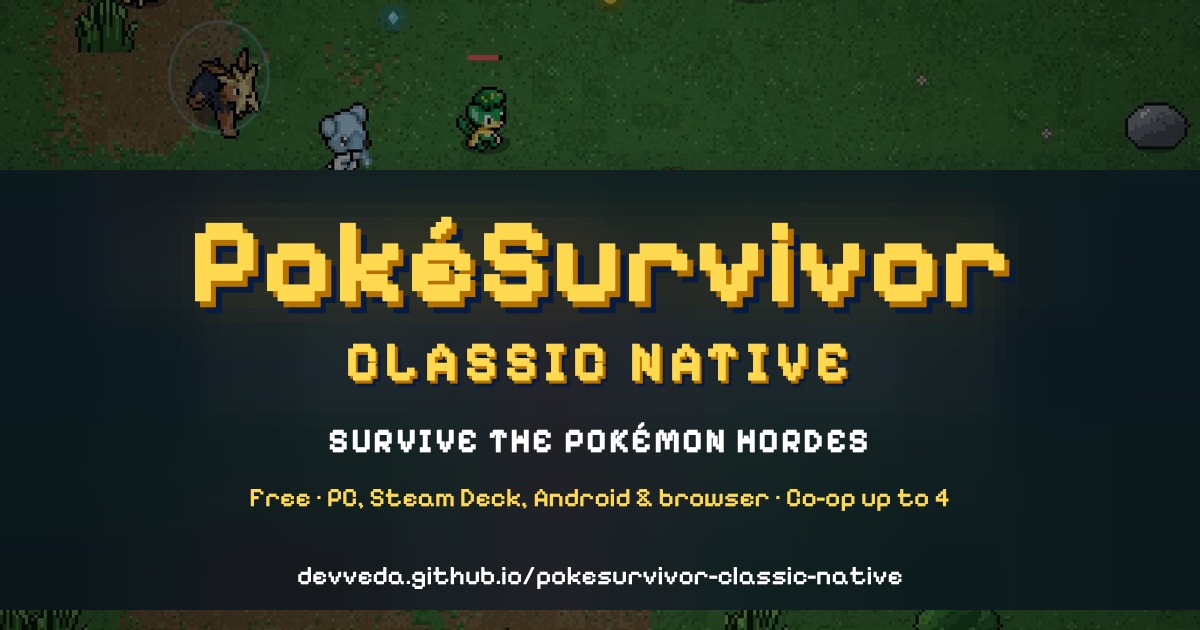 PokéSurvivor
CLASSIC NATIVE
SURVIVE THE POKÉMON HORDES
Free · PC, Steam Deck, Android & browser · Co-op up to 4
devveda.github.io/pokesurvivor-classic-native